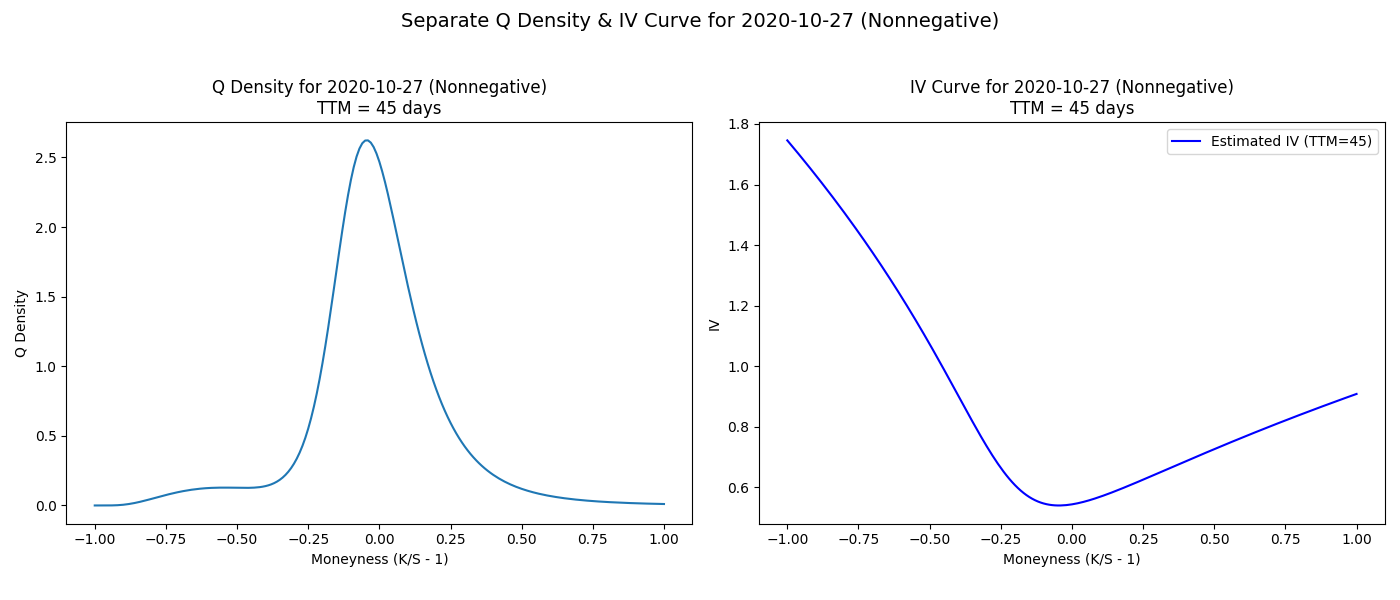 Separate Q Density & IV Curve for 2020-10-27 (Nonnegative)
Q Density for 2020-10-27 (Nonnegative)
TTM = 45 days
2.5
2.0
1.5
1.0
0.5
0.0
Q Density
−1.00 −0.75 −0.50 −0.25 0.00 0.25 0.50 0.75 1.00
Moneyness (K/S - 1)
IV Curve for 2020-10-27 (Nonnegative)
TTM = 45 days
Estimated IV (TTM=45)
1.8
1.6
1.4
1.2
1.0
0.8
0.6
IV
−1.00 −0.75 −0.50 −0.25 0.00 0.25 0.50 0.75 1.00
Moneyness (K/S - 1)